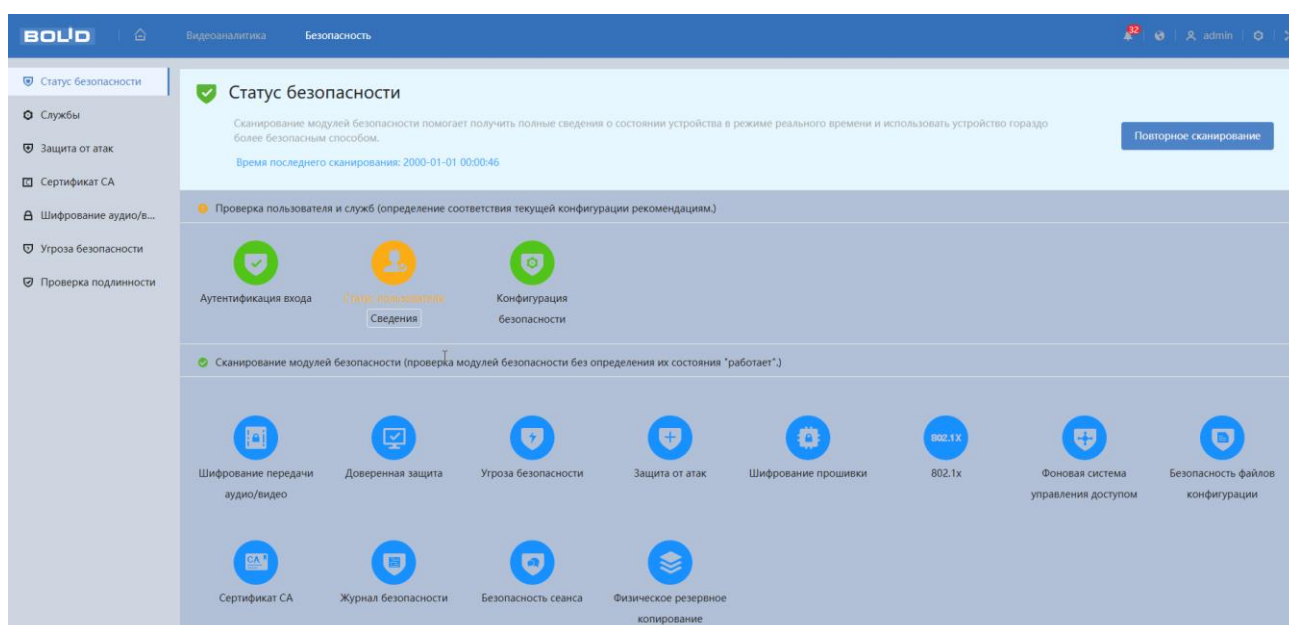 BOLID
Видеоаналитика
Безопасность
32
admin
Статус безопасности
Службы
Защита от атак
Сертификат CA
Шифрование аудио/в...
Угроза безопасности
Проверка подлинности
Статус безопасности
Сканирование модулей безопасности помогает получить полные сведения о состоянии устройства в режиме реального времени и использовать устройство гораздо
более безопасным способом.
Время последнего сканирования: 2000-01-01 00:00:46
Повторное сканирование
Проверка пользователя и служб (определение соответствия текущей конфигурации рекомендациям.)
Аутентификация входа
Статус пользователя
Сведения
Конфигурация
безопасности
Сканирование модулей безопасности (проверка модулей безопасности без определения их состояния "работает".)
Шифрование передачи
аудио/видео
Доверенная защита
Угроза безопасности
Защита от атак
Шифрование прошивки
802.1X
802.1x
Фоновая система
управления доступом
Безопасность файлов
конфигурации
CA
Сертификат CA
Журнал безопасности
Безопасность сеанса
Физическое резервное
копирование